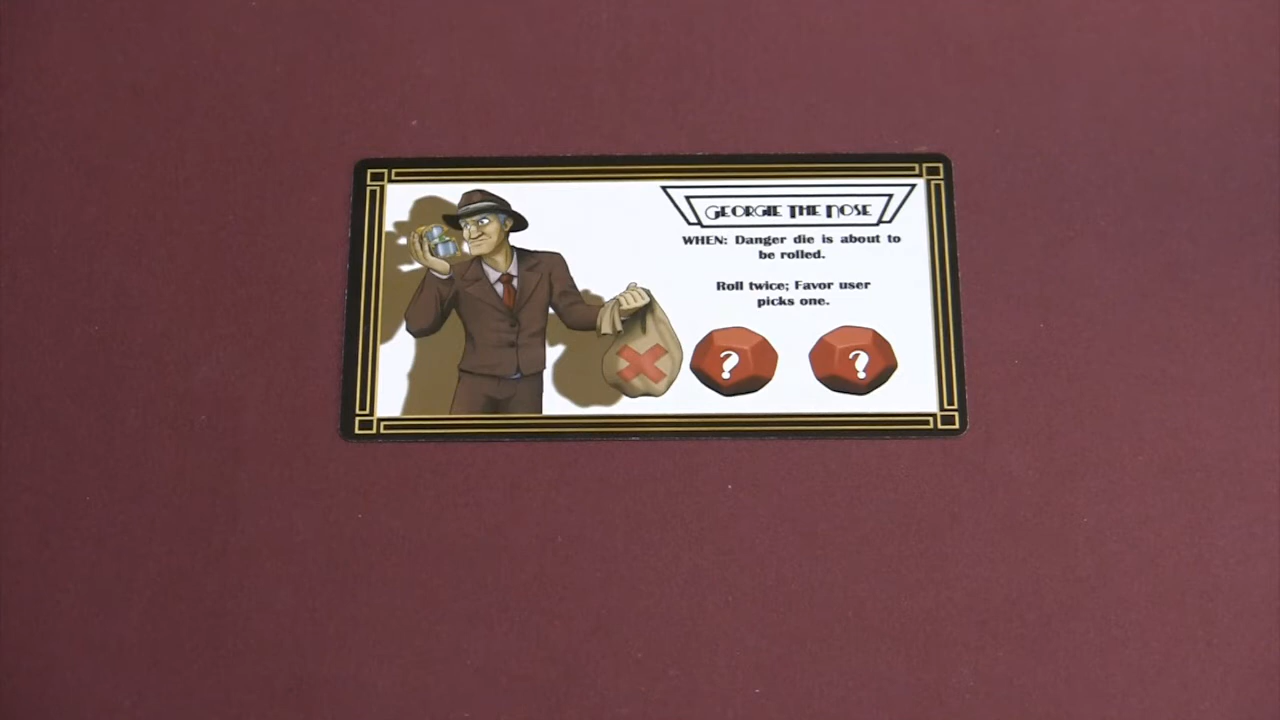 GEORGIE THE NOSE
WHEN: Danger die is about to
be rolled.
Roll twice; Favor user
picks one.
? ?